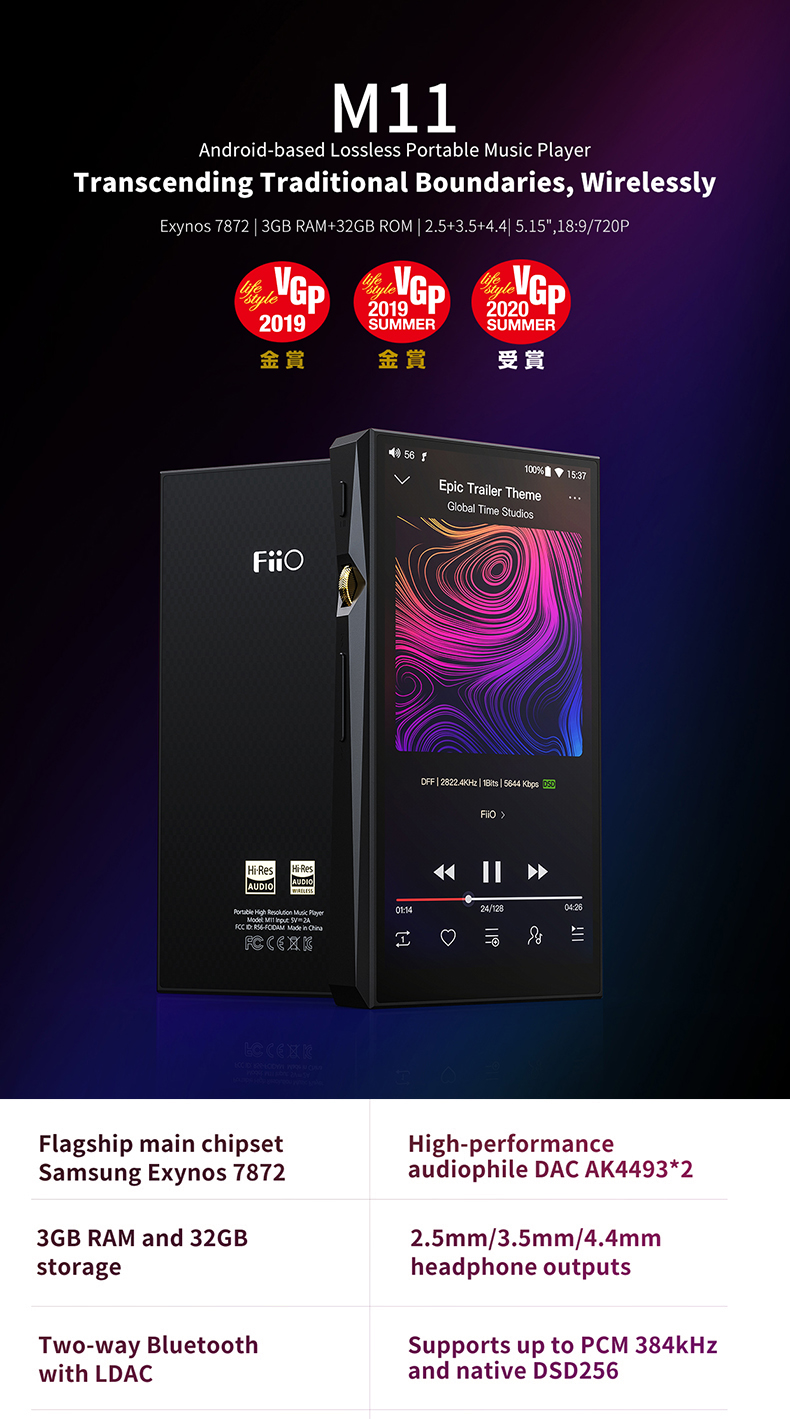 M11
Android-based Lossless Portable Music Player
Transcending Traditional Boundaries, Wirelessly
Exynos 7872 | 3GB RAM+32GB ROM | 2.5+3.5+4.4| 5.15",18:9/720P
life style VGP 2019
金賞
life style VGP 2019 SUMMER
金賞
life style VGP 2020 SUMMER
受賞
56
100% 15:37
Epic Trailer Theme
Global Time Studios
DFF | 2822.4KHz | 1Bits | 5644 Kbps DSD
FiiO >
01:14 24/128 04:26
1
FiiO
Hi-Res AUDIO
Hi-Res AUDIO WIRELESS
Portable High Resolution Music Player
Model: M11 Input: 5V⎓2A
FCC ID: RS6-FCIDAM Made in China
FC CE
Flagship main chipset
Samsung Exynos 7872
High-performance
audiophile DAC AK4493*2
3GB RAM and 32GB
storage
2.5mm/3.5mm/4.4mm
headphone outputs
Two-way Bluetooth
with LDAC
Supports up to PCM 384kHz
and native DSD256